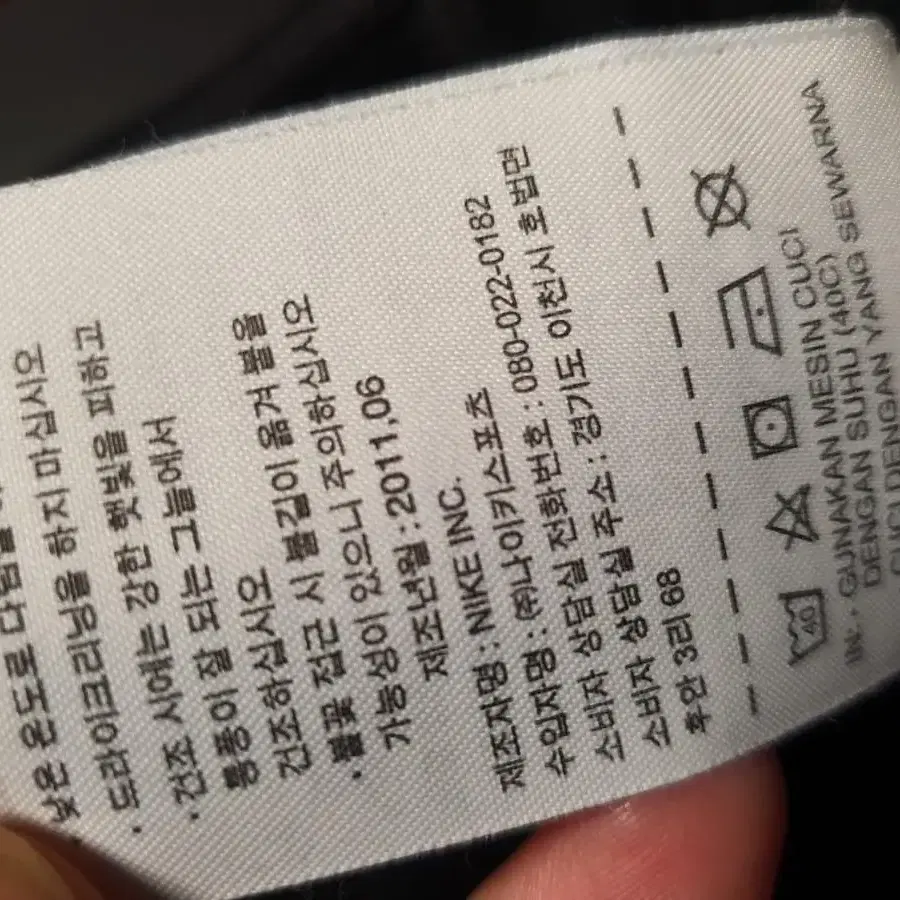 · 낮은 온도로 다림질
· 드라이크리닝을 하지 마십시오
· 건조 시에는 강한 햇빛을 피하고
통풍이 잘 되는 그늘에서
건조하십시오
· 불꽃 접근 시 불길이 옮겨 붙을
가능성이 있으니 주의하십시오
제조년월 : 2011.06
제조자명 : NIKE INC.
수입자명 : ㈜나이키스포츠
소비자 상담실 전화번호 : 080-022-0182
소비자 상담실 주소 : 경기도 이천시 호법면
후안 3리 68
40
IN: · GUNAKAN MESIN CUCI
DENGAN SUHU (40C)
CUCI DENGAN YANG SEWARNA